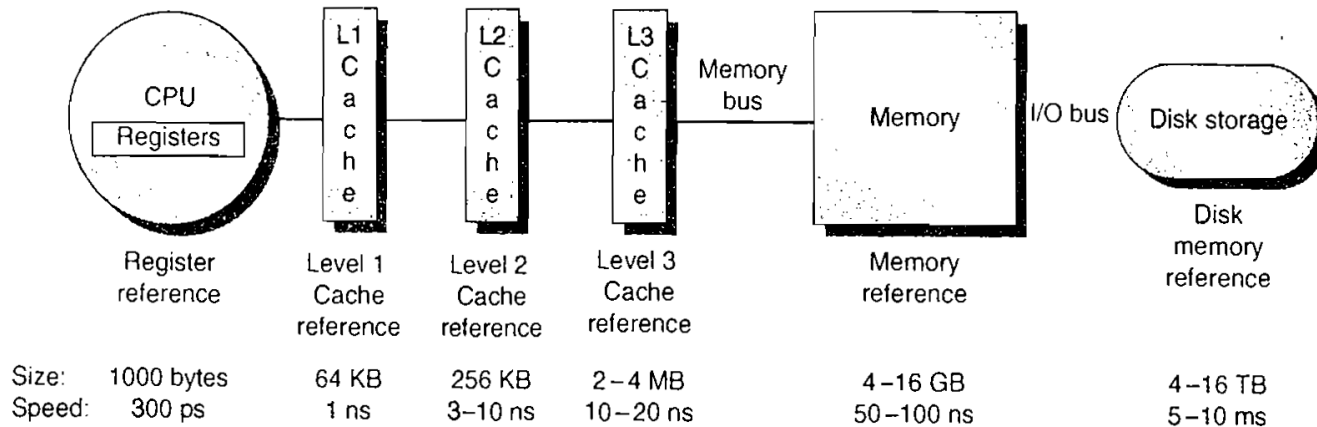 CPU
Registers
L1
Cache
L2
Cache
L3
Cache
Memory
bus
Memory
I/O bus
Disk storage
Register
reference
Level 1
Cache
reference
Level 2
Cache
reference
Level 3
Cache
reference
Memory
reference
Disk
memory
reference
Size: 1000 bytes 64 KB 256 KB 2–4 MB 4–16 GB 4–16 TB
Speed: 300 ps 1 ns 3–10 ns 10–20 ns 50–100 ns 5–10 ms